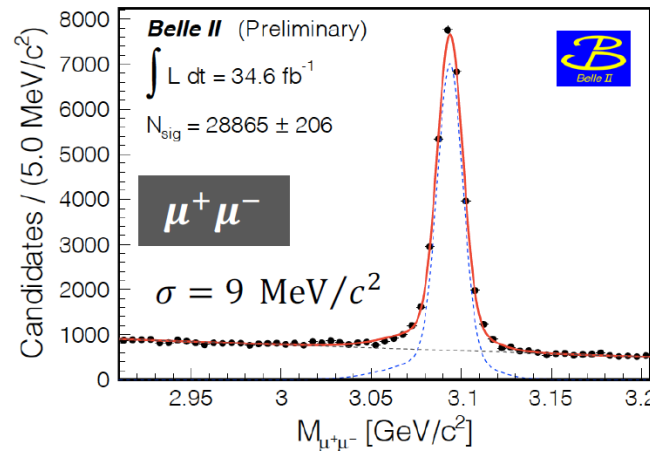 Belle II (Preliminary)
∫ L dt = 34.6 fb⁻¹
N_sig = 28865 ± 206
μ⁺μ⁻
σ = 9 MeV/c²
Belle II
Candidates / (5.0 MeV/c²)
8000
7000
6000
5000
4000
3000
2000
1000
0
2.95 3 3.05 3.1 3.15 3.2
M_μ⁺μ⁻ [GeV/c²]